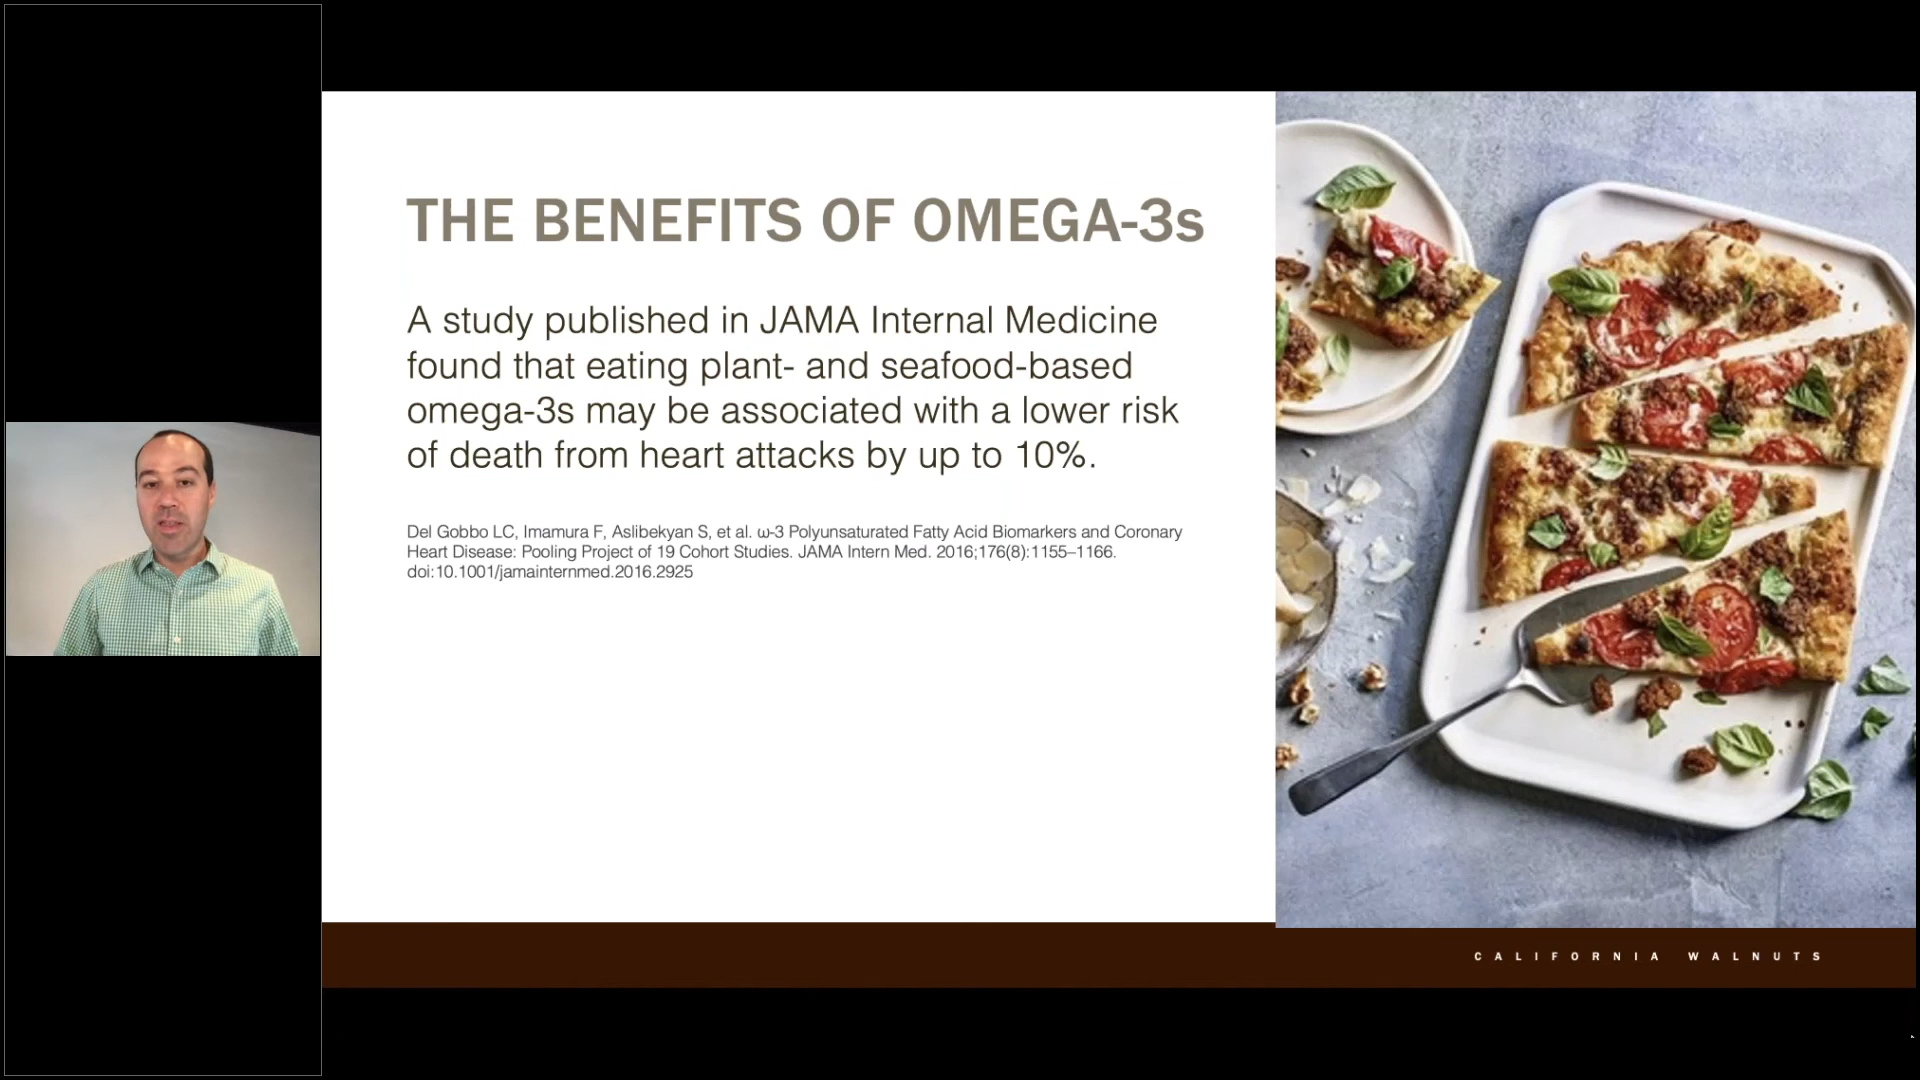 THE BENEFITS OF OMEGA-3s
A study published in JAMA Internal Medicine
found that eating plant- and seafood-based
omega-3s may be associated with a lower risk
of death from heart attacks by up to 10%.
Del Gobbo LC, Imamura F, Aslibekyan S, et al. ω-3 Polyunsaturated Fatty Acid Biomarkers and Coronary
Heart Disease: Pooling Project of 19 Cohort Studies. JAMA Intern Med. 2016;176(8):1155–1166.
doi:10.1001/jamainternmed.2016.2925
CALIFORNIA WALNUTS